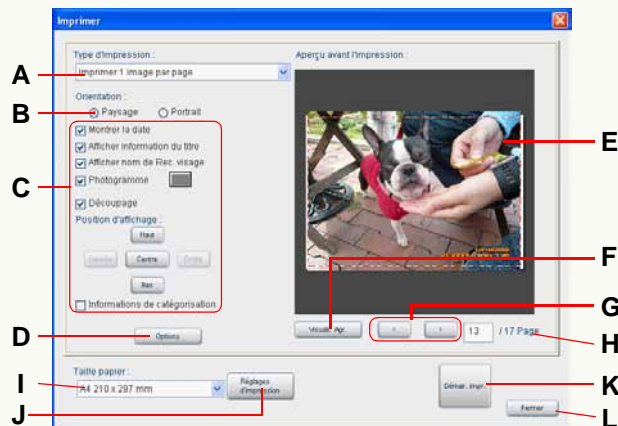 Imprimer
Type d'impression :
Aperçu avant l'impression :
A
Imprimer 1 image par page
Orientation :
B
Paysage
Portrait
Montrer la date
E
Afficher information du titre
Afficher nom de Rec. visage
C
Photogramme
Découpage
Position d'affichage :
Haut
F
Centre
Droite
Bas
G
Informations de catégorisation
D
Options
Visual. Agr.
<
>
13
/ 17 Page
H
Taille papier :
I
A4 210 x 297 mm
Réglages
d'impression
Démar. impr.
K
J
Fermer
L